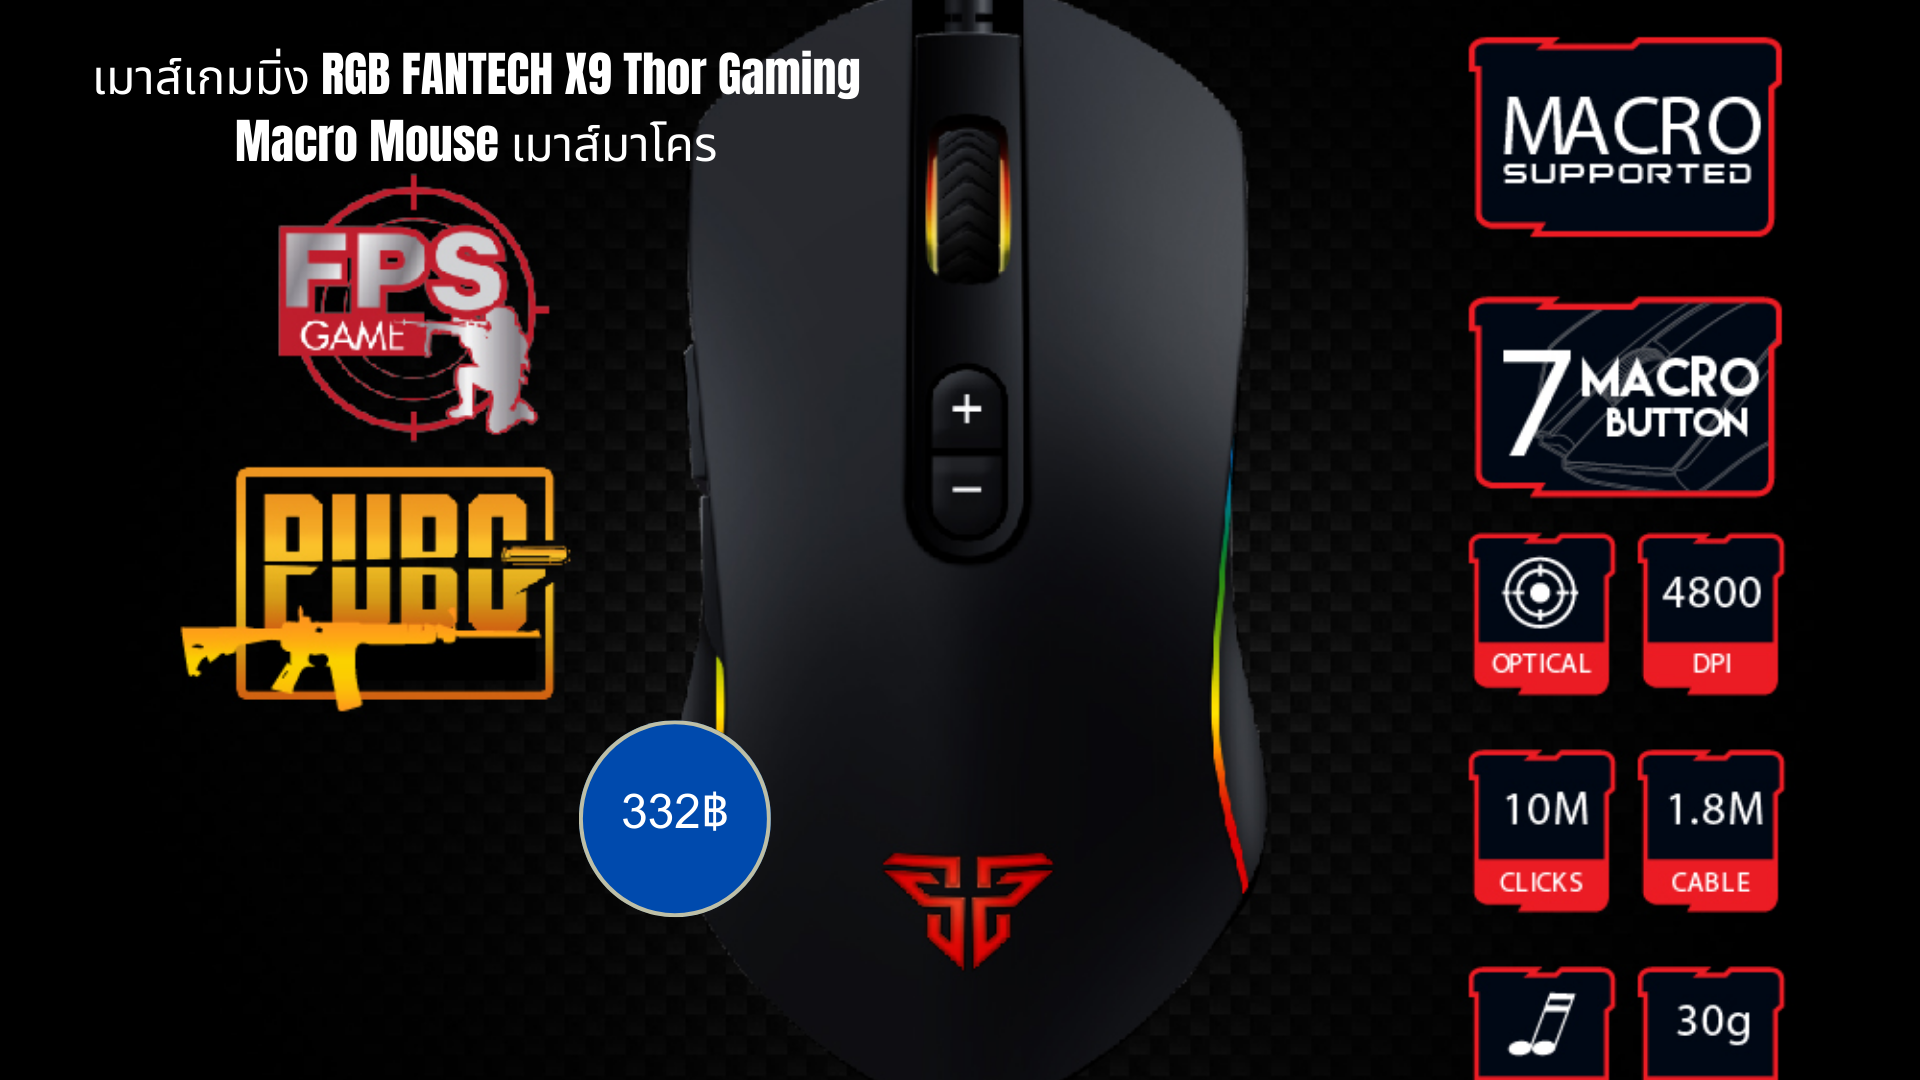 เมาส์เกมมิ่ง RGB FANTECH X9 Thor Gaming
Macro Mouse เมาส์มาโคร
FPS
GAME
PUBG
332฿
+
−
MACRO
SUPPORTED
7 MACRO
BUTTON
OPTICAL
4800
DPI
10M
CLICKS
1.8M
CABLE
30g